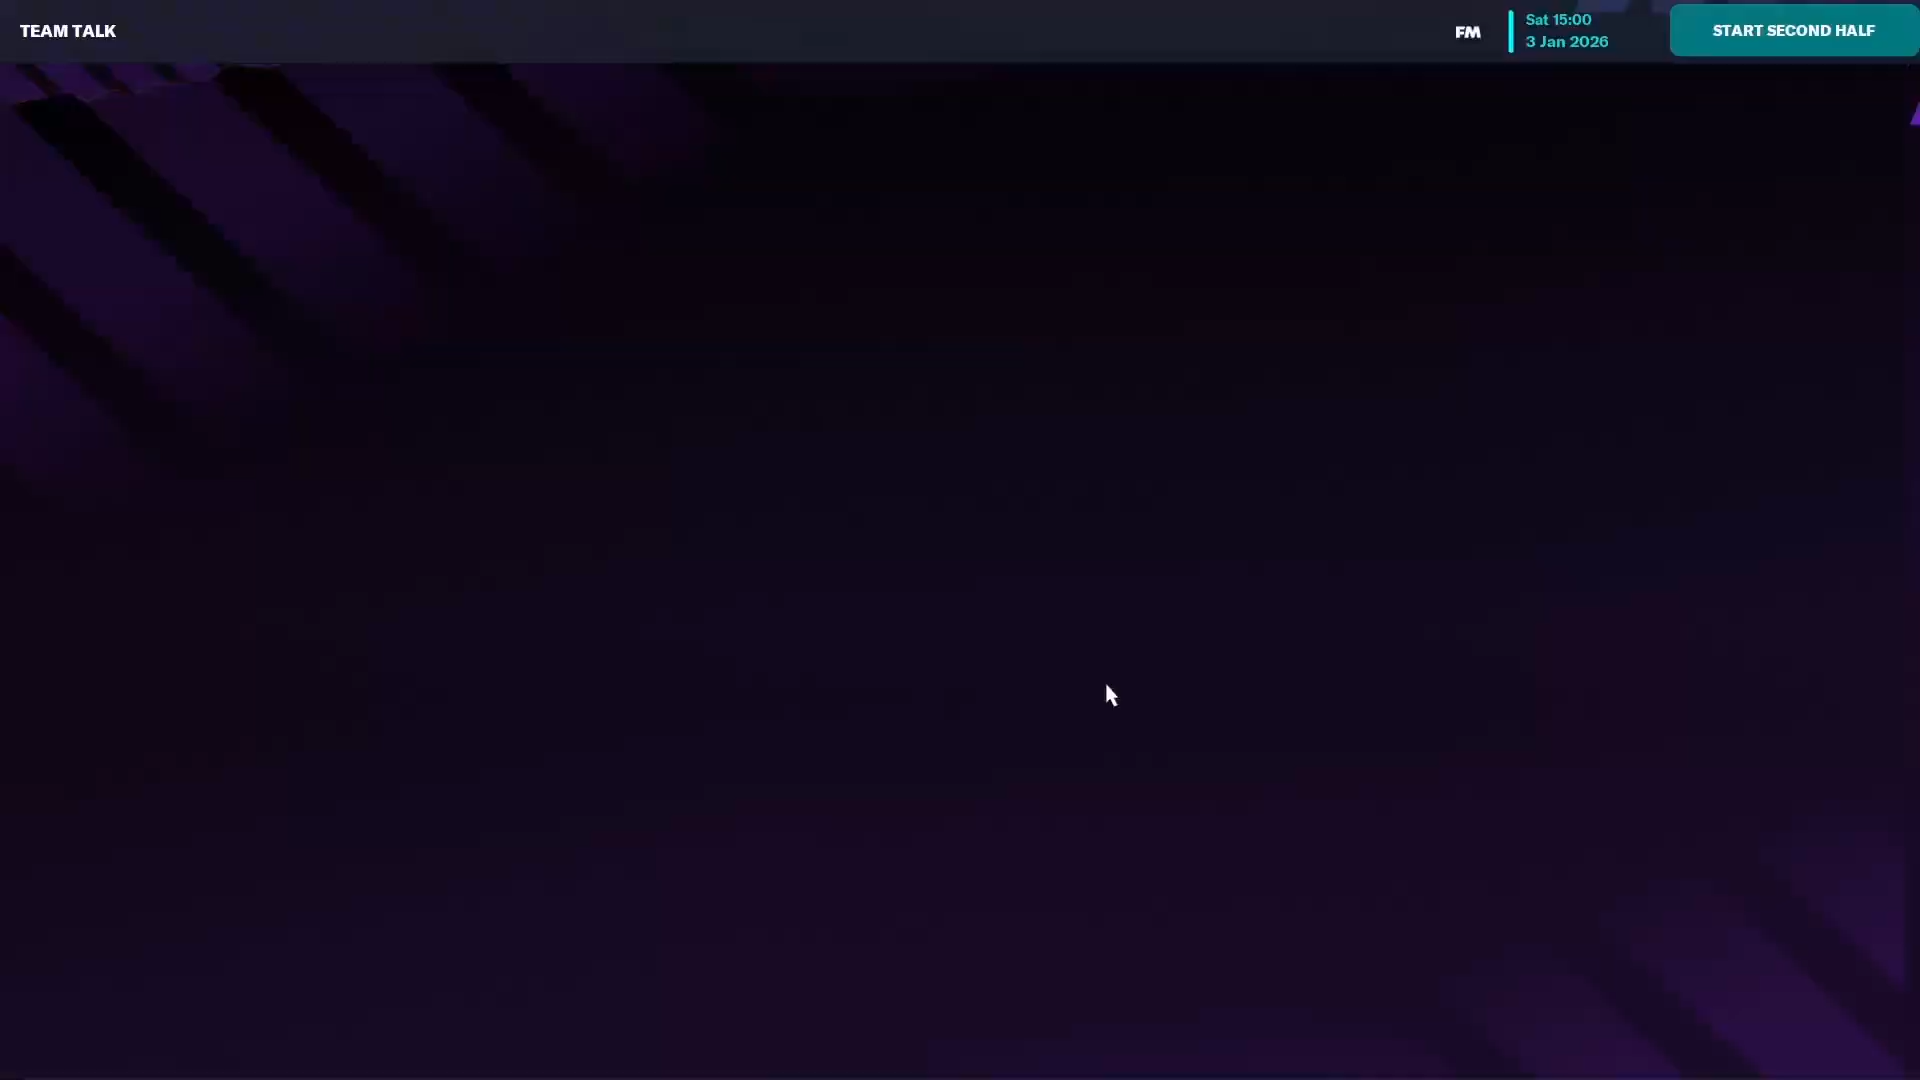 TEAM TALK
FM
Sat 15:00
3 Jan 2026
START SECOND HALF